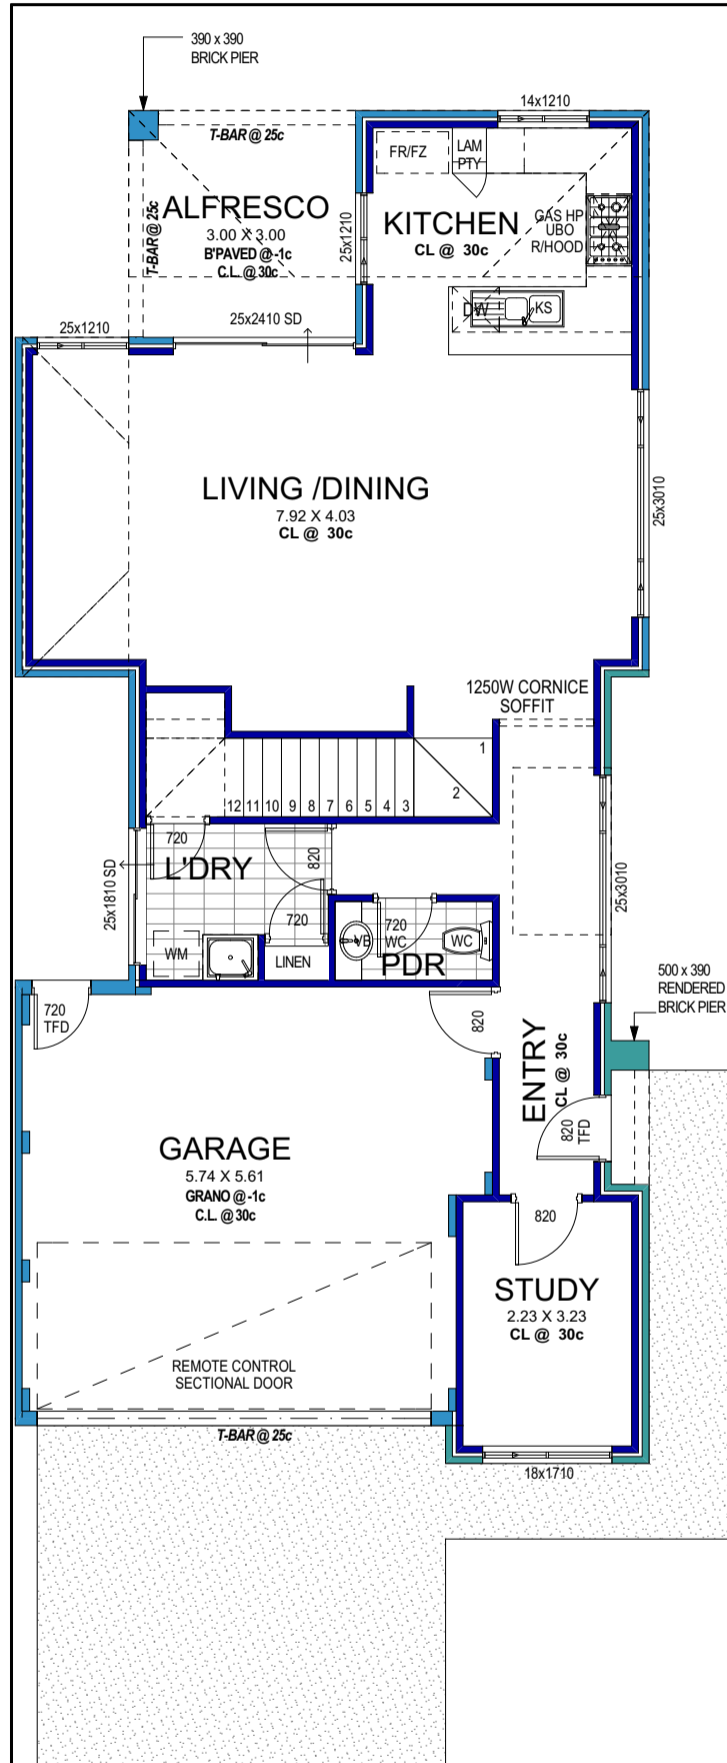 390 x 390
BRICK PIER
14x1210
T-BAR @ 25c
FR/FZ
LAM
PTY
T-BAR @ 25c
ALFRESCO
3.00 X 3.00
B'PAVED @ -1c
C.L. @ 30c
25x1210
KITCHEN
CL @ 30c
GAS HP
UBO
R/HOOD
DW
KS
25x1210
25x2410 SD
LIVING /DINING
7.92 X 4.03
CL @ 30c
25x3010
1250W CORNICE
SOFFIT
1
2
12
11
10
9
8
7
6
5
4
3
720
L'DRY
820
25x1810 SD
720
WM
LINEN
VB
720
WC
WC
PDR
25x3010
500 x 390
RENDERED
BRICK PIER
720
TFD
820
ENTRY
CL @ 30c
820
TFD
GARAGE
5.74 X 5.61
GRANO @ -1c
C.L. @ 30c
820
STUDY
2.23 X 3.23
CL @ 30c
REMOTE CONTROL
SECTIONAL DOOR
T-BAR @ 25c
18x1710